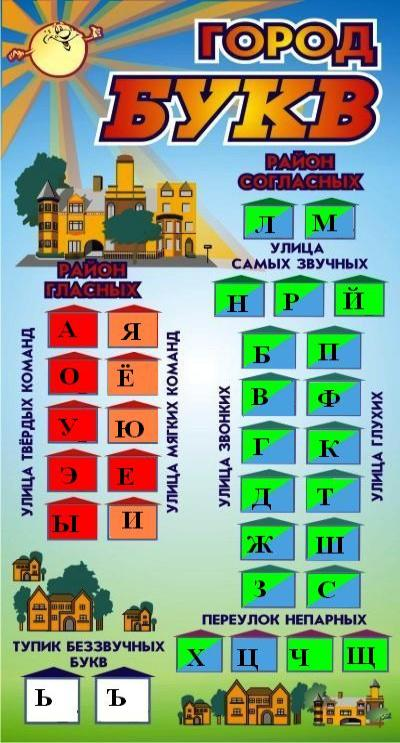 ГОРОД
БУКВ
РАЙОН
СОГЛАСНЫХ
Л М
УЛИЦА
САМЫХ ЗВУЧНЫХ
Н Р Й
РАЙОН
ГЛАСНЫХ
УЛИЦА ТВЕРДЫХ КОМАНД
А Я
О Ё
У Ю
Э Е
Ы И
УЛИЦА МЯГКИХ КОМАНД
УЛИЦА ЗВОНКИХ
Б П
В Ф
Г К
Д Т
Ж Ш
З С
УЛИЦА ГЛУХИХ
ПЕРЕУЛОК НЕПАРНЫХ
Х Ц Ч Щ
ТУПИК БЕЗЗВУЧНЫХ
БУКВ
Ь Ъ